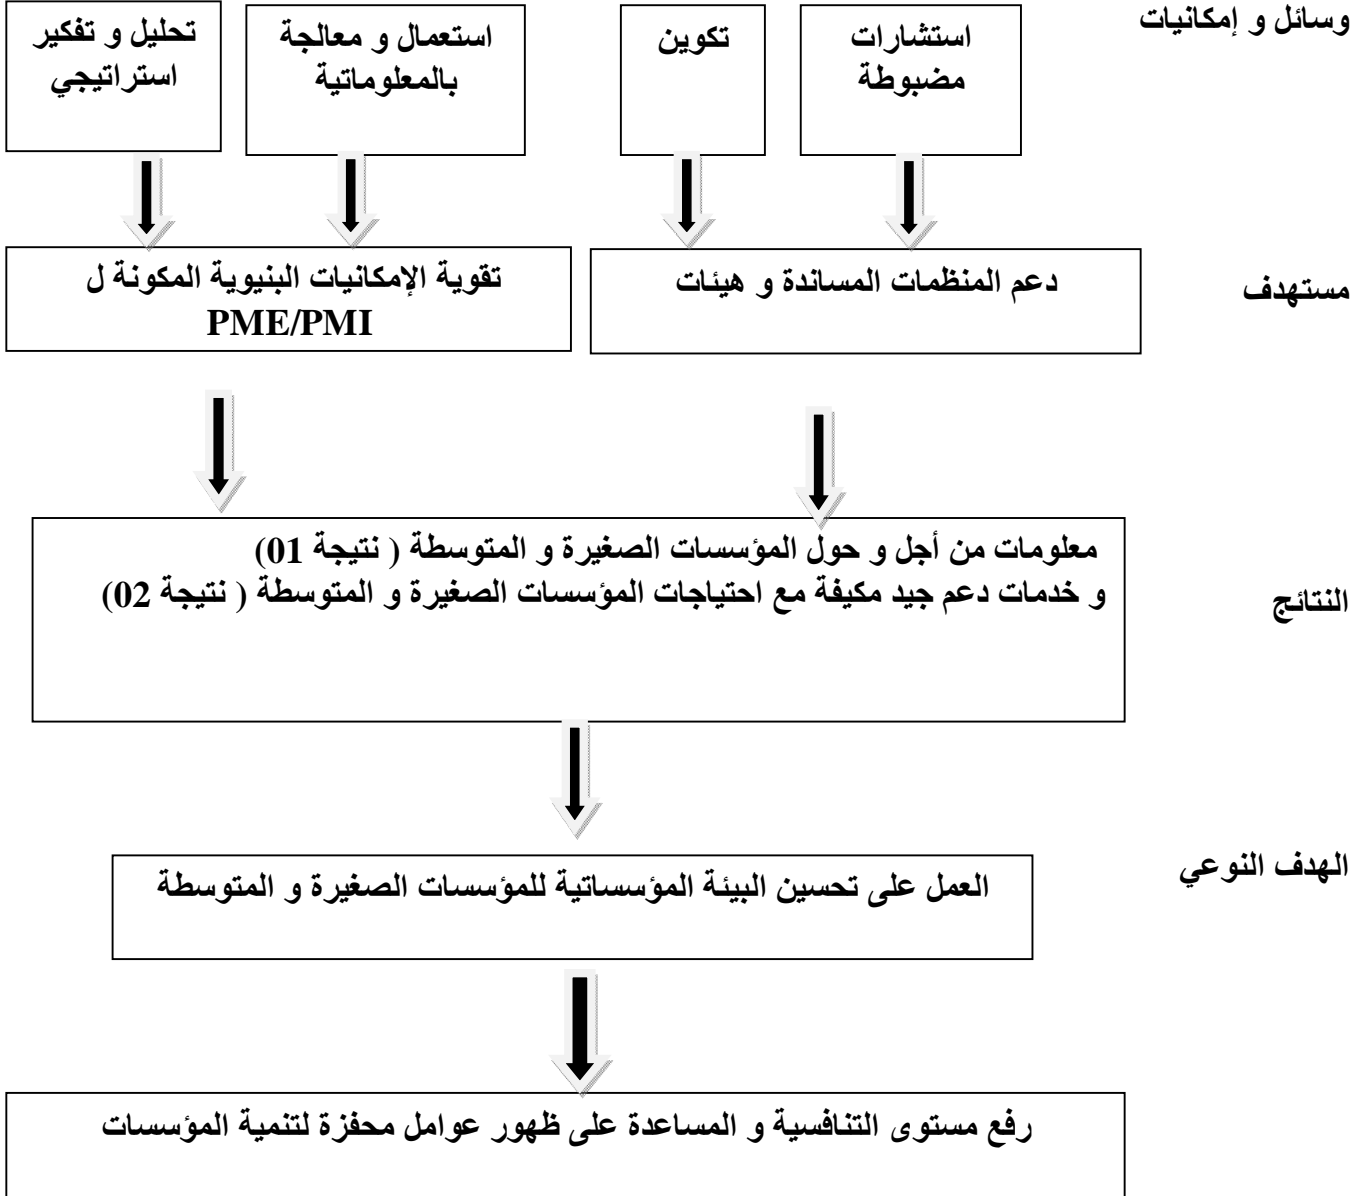 وسائل و إمكانيات
استشارات
مضبوطة
تكوين
استعمال و معالجة
بالمعلوماتية
تحليل و تفكير
استراتيجي
مستهدف
دعم المنظمات المساندة و هيئات
تقوية الإمكانيات البنيوية المكونة ل
PME/PMI
النتائج
معلومات من أجل و حول المؤسسات الصغيرة و المتوسطة ( نتيجة 01)
و خدمات دعم جيد مكيفة مع احتياجات المؤسسات الصغيرة و المتوسطة ( نتيجة 02)
الهدف النوعي
العمل على تحسين البيئة المؤسساتية للمؤسسات الصغيرة و المتوسطة
رفع مستوى التنافسية و المساعدة على ظهور عوامل محفزة لتنمية المؤسسات